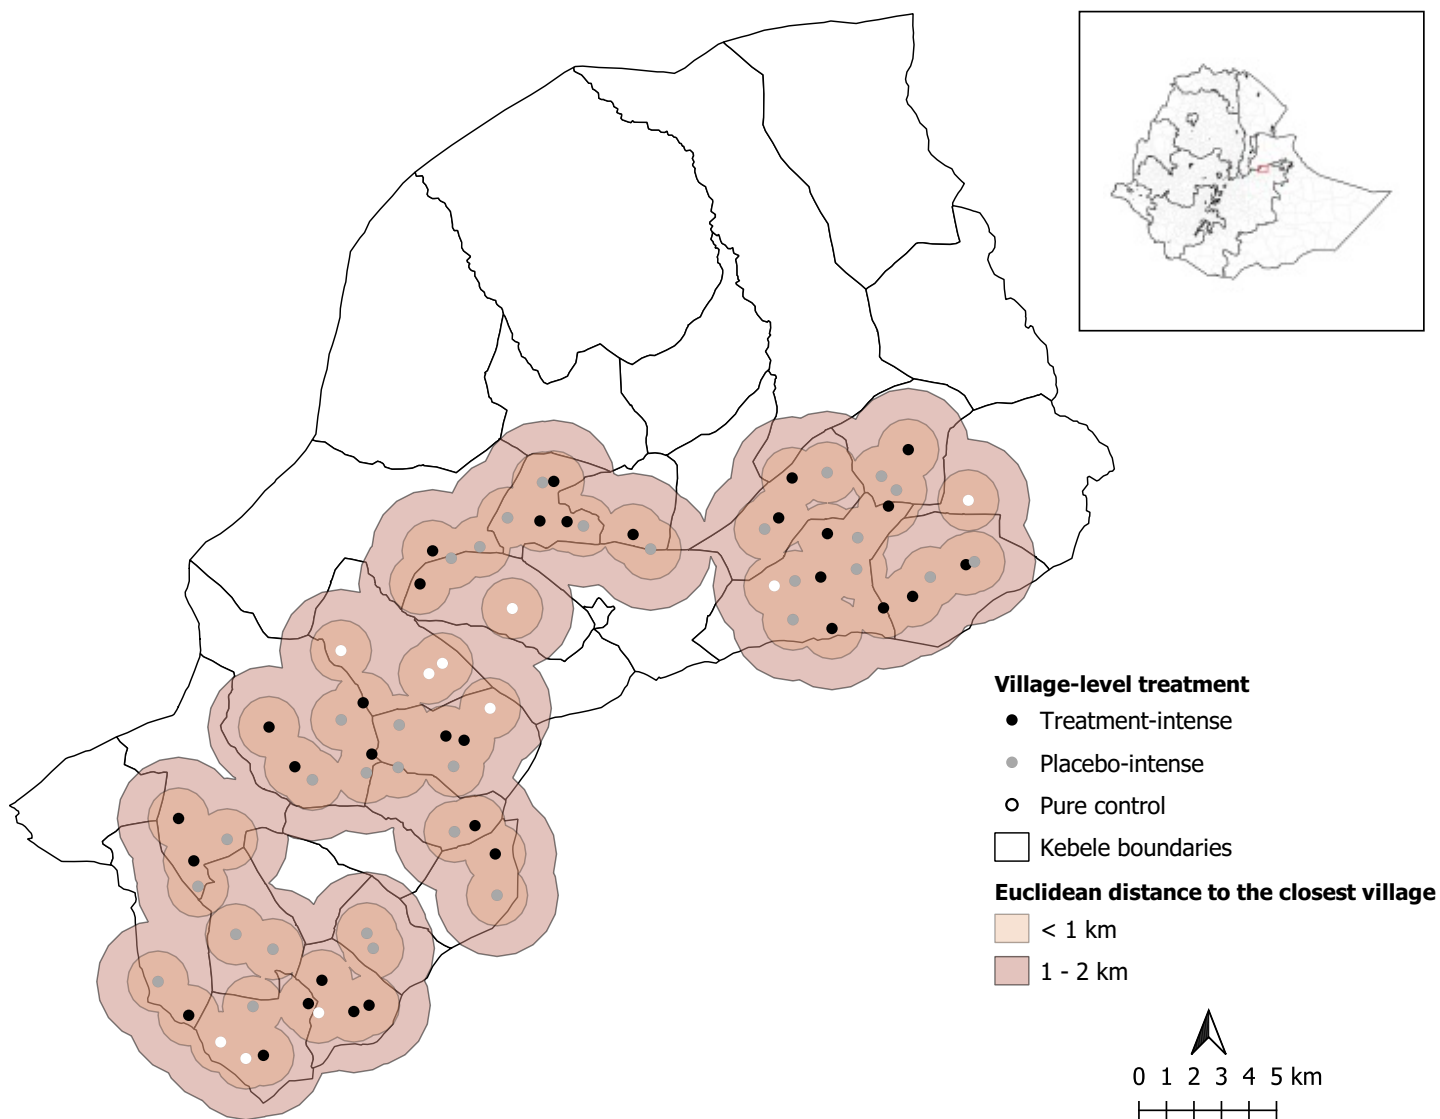 Village-level treatment
Treatment-intense
Placebo-intense
Pure control
Kebele boundaries
Euclidean distance to the closest village
< 1 km
1 - 2 km
0 1 2 3 4 5 km